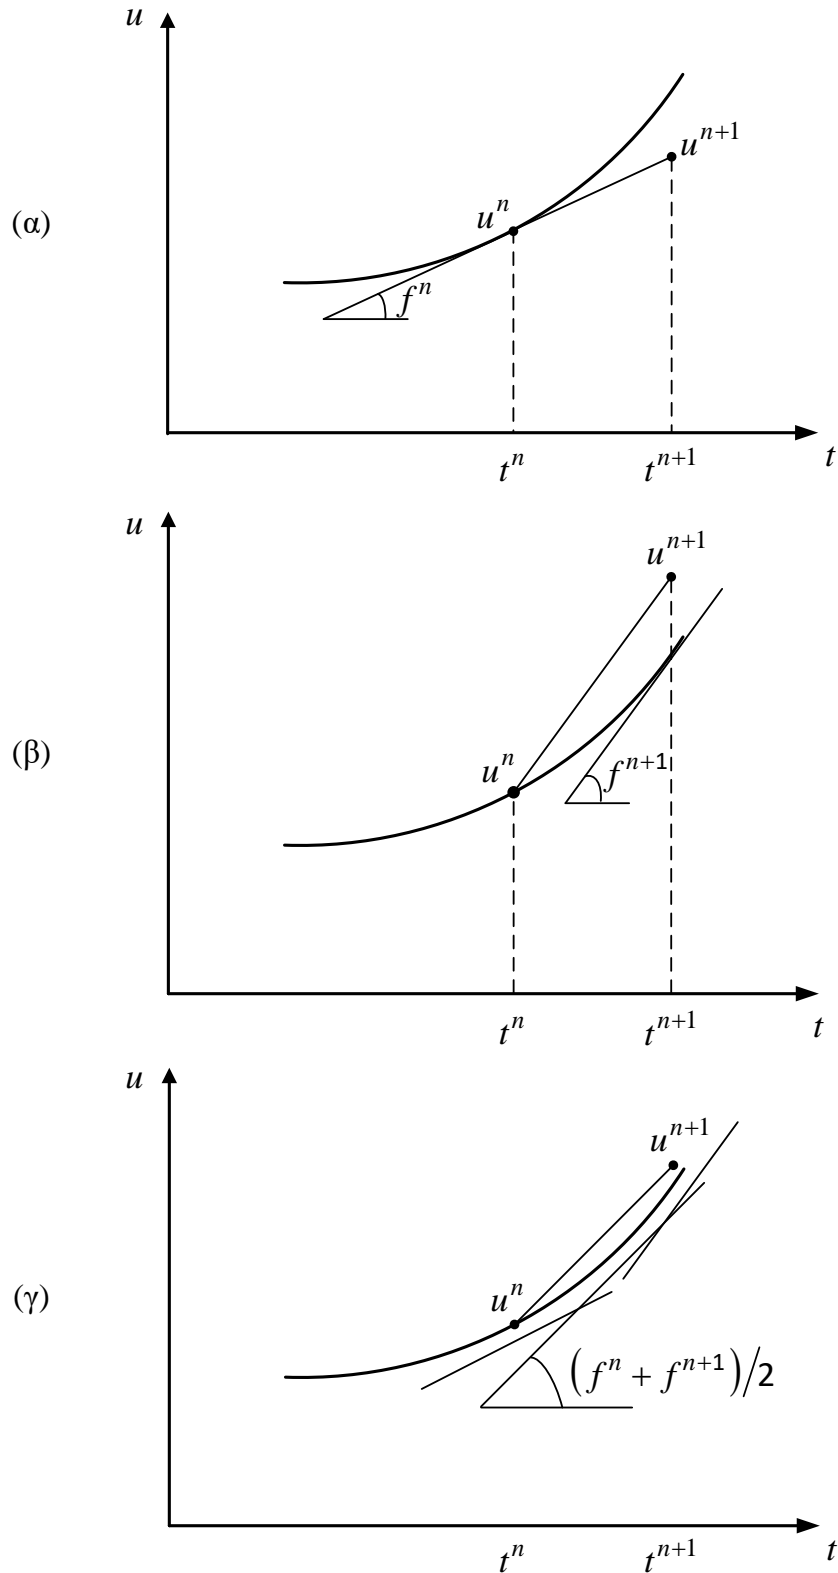 u
u^{n+1}
u^n
(α)
f^n
t^n
t^{n+1}
t
u
u^{n+1}
(β)
u^n
f^{n+1}
t^n
t^{n+1}
t
u
u^{n+1}
(γ)
u^n
(f^n + f^{n+1})/2
t^n
t^{n+1}
t